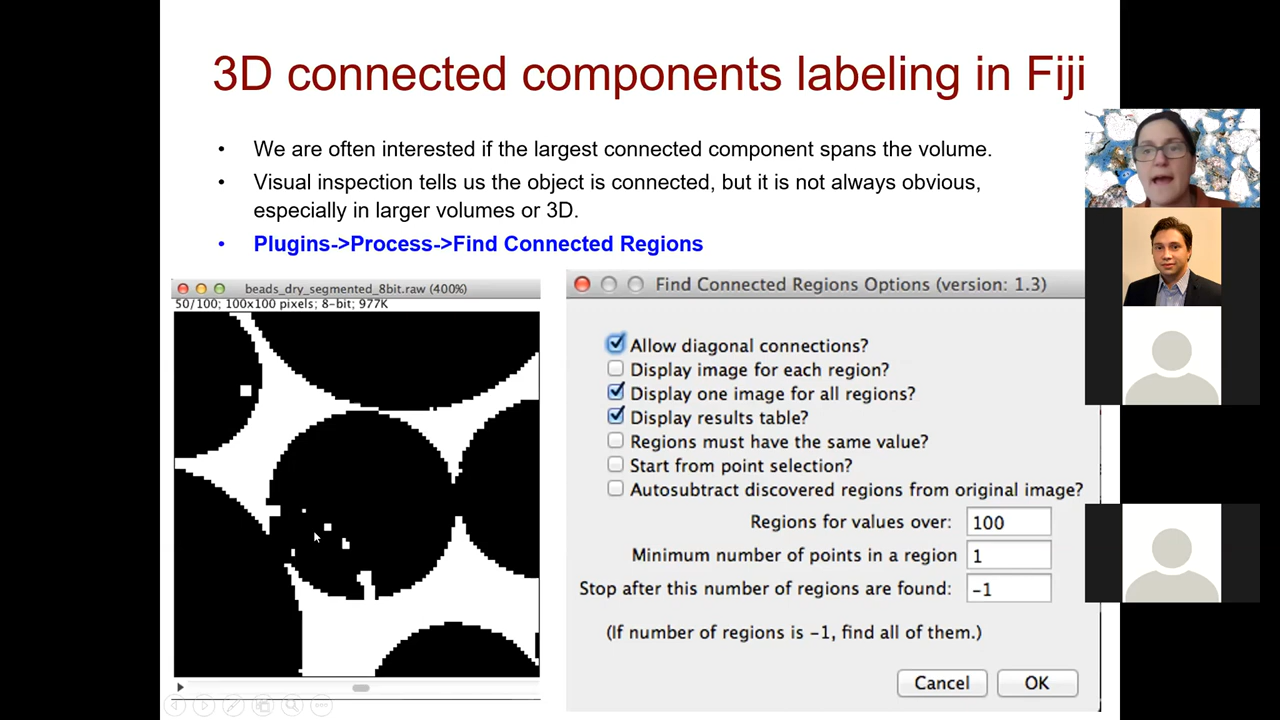 3D connected components labeling in Fiji
• We are often interested if the largest connected component spans the volume.
• Visual inspection tells us the object is connected, but it is not always obvious,
especially in larger volumes or 3D.
• Plugins->Process->Find Connected Regions
beads_dry_segmented_8bit.raw (400%)
50/100; 100x100 pixels; 8-bit; 977K
Find Connected Regions Options (version: 1.3)
Allow diagonal connections?
Display image for each region?
Display one image for all regions?
Display results table?
Regions must have the same value?
Start from point selection?
Autosubtract discovered regions from original image?
Regions for values over: 100
Minimum number of points in a region 1
Stop after this number of regions are found: -1
(If number of regions is -1, find all of them.)
Cancel OK